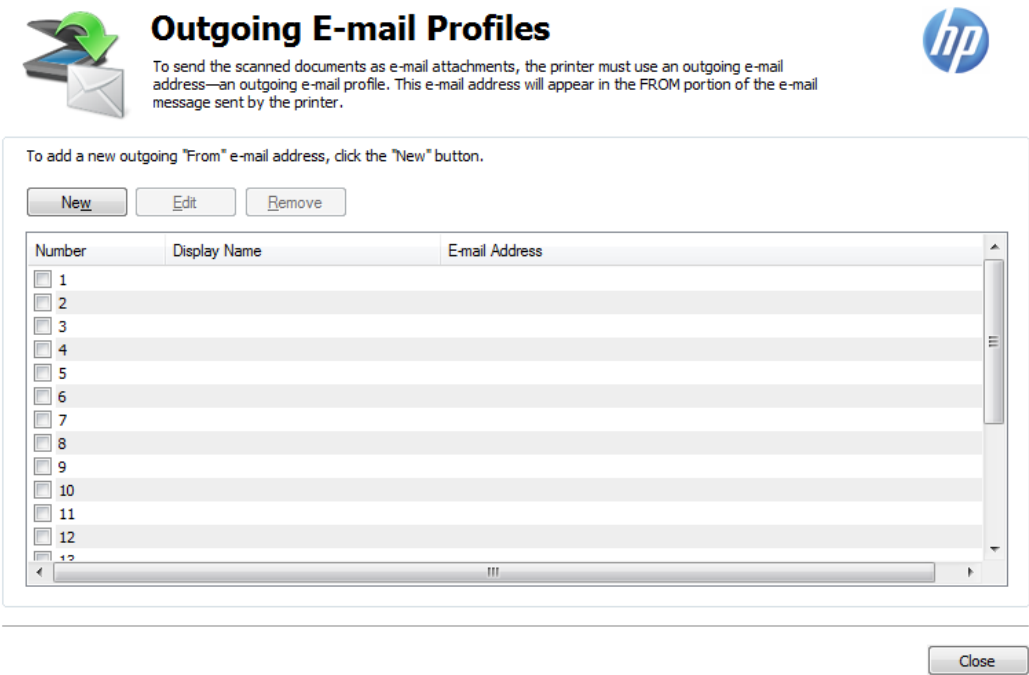 Outgoing E-mail Profiles
hp
To send the scanned documents as e-mail attachments, the printer must use an outgoing e-mail
address—an outgoing e-mail profile. This e-mail address will appear in the FROM portion of the e-mail
message sent by the printer.
To add a new outgoing "From" e-mail address, click the "New" button.
New Edit Remove
Number Display Name E-mail Address
1
2
3
4
5
6
7
8
9
10
11
12
13
Close